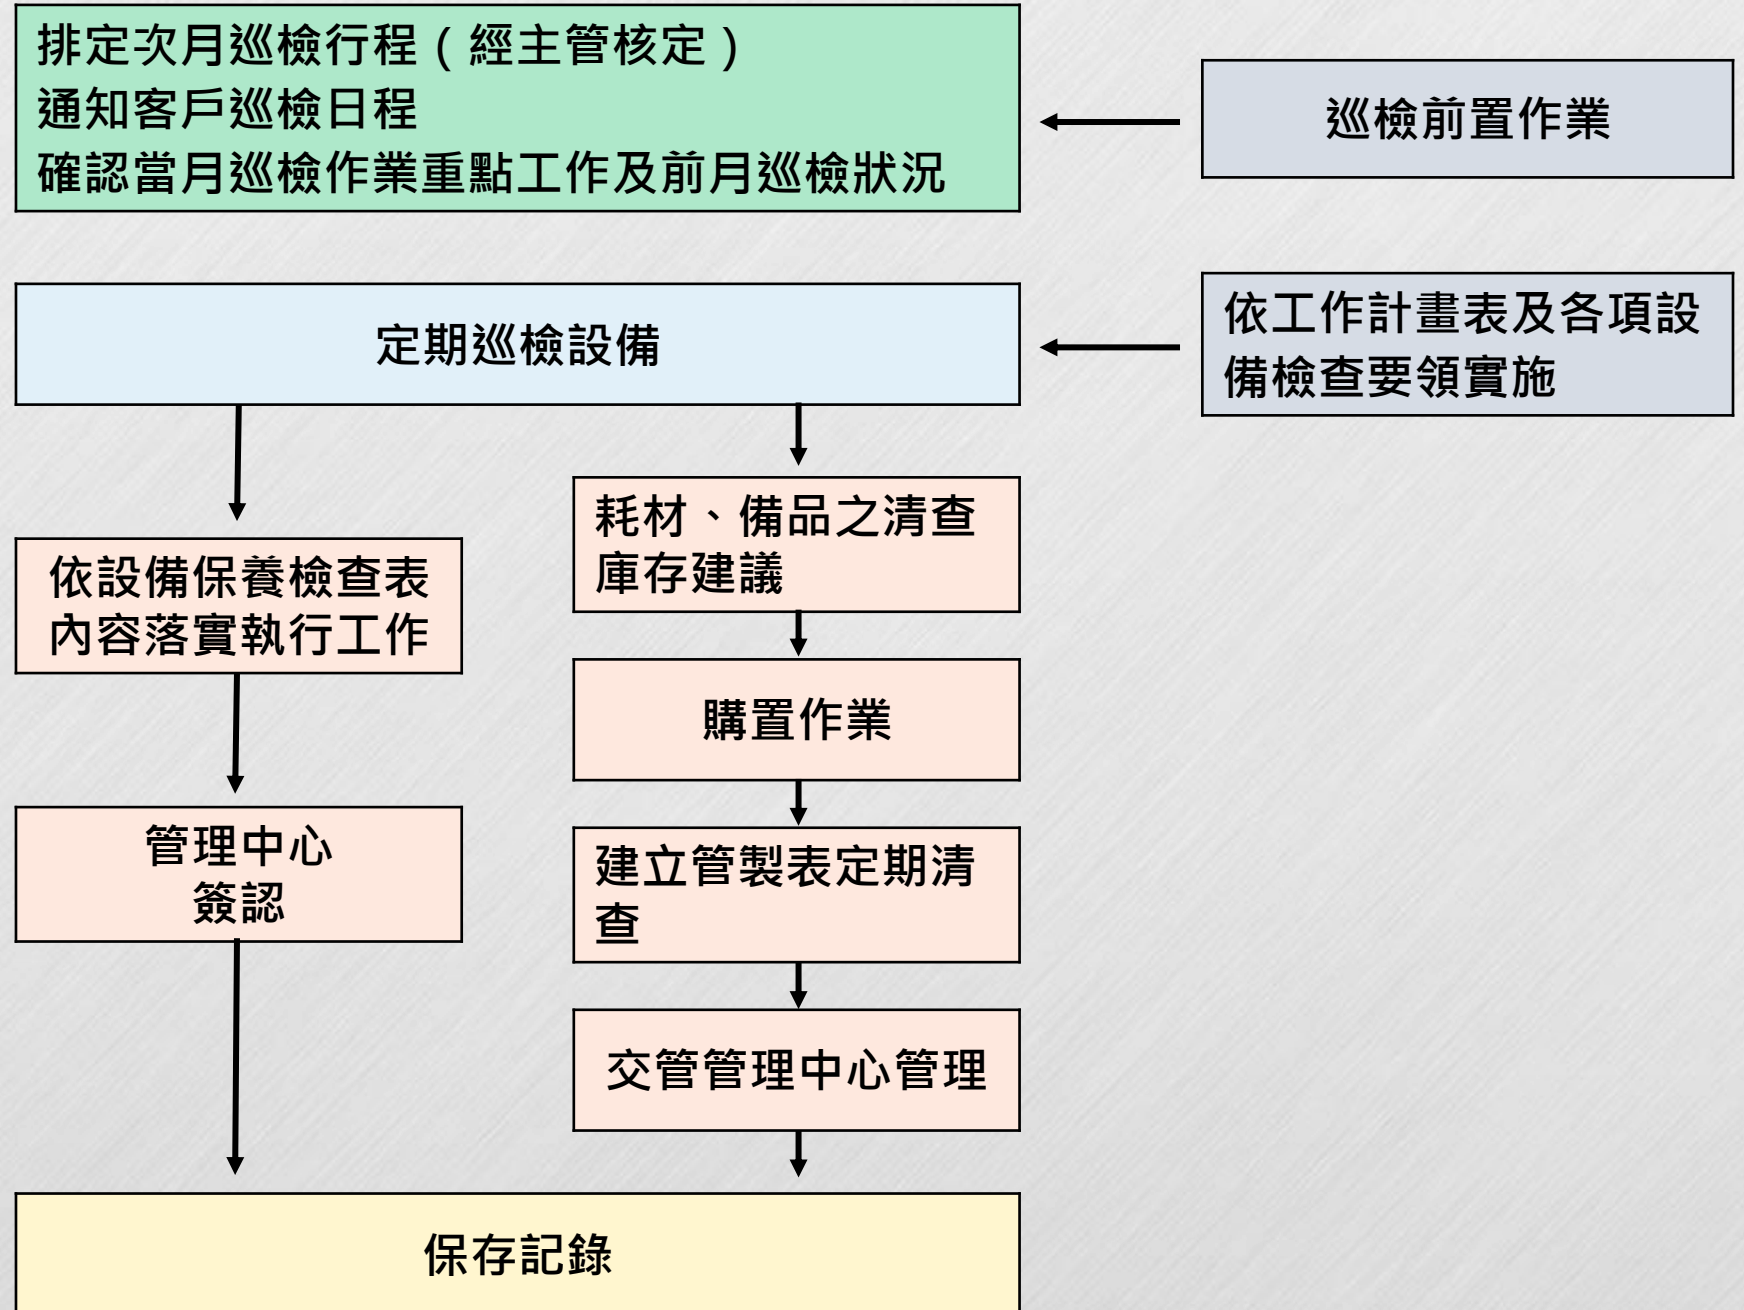 排定次月巡檢行程（經主管核定）
通知客戶巡檢日程
確認當月巡檢作業重點工作及前月巡檢狀況
巡檢前置作業
定期巡檢設備
依工作計畫表及各項設
備檢查要領實施
依設備保養檢查表
內容落實執行工作
管理中心
簽認
耗材、備品之清查
庫存建議
購置作業
建立管製表定期清
查
交管管理中心管理
保存記錄